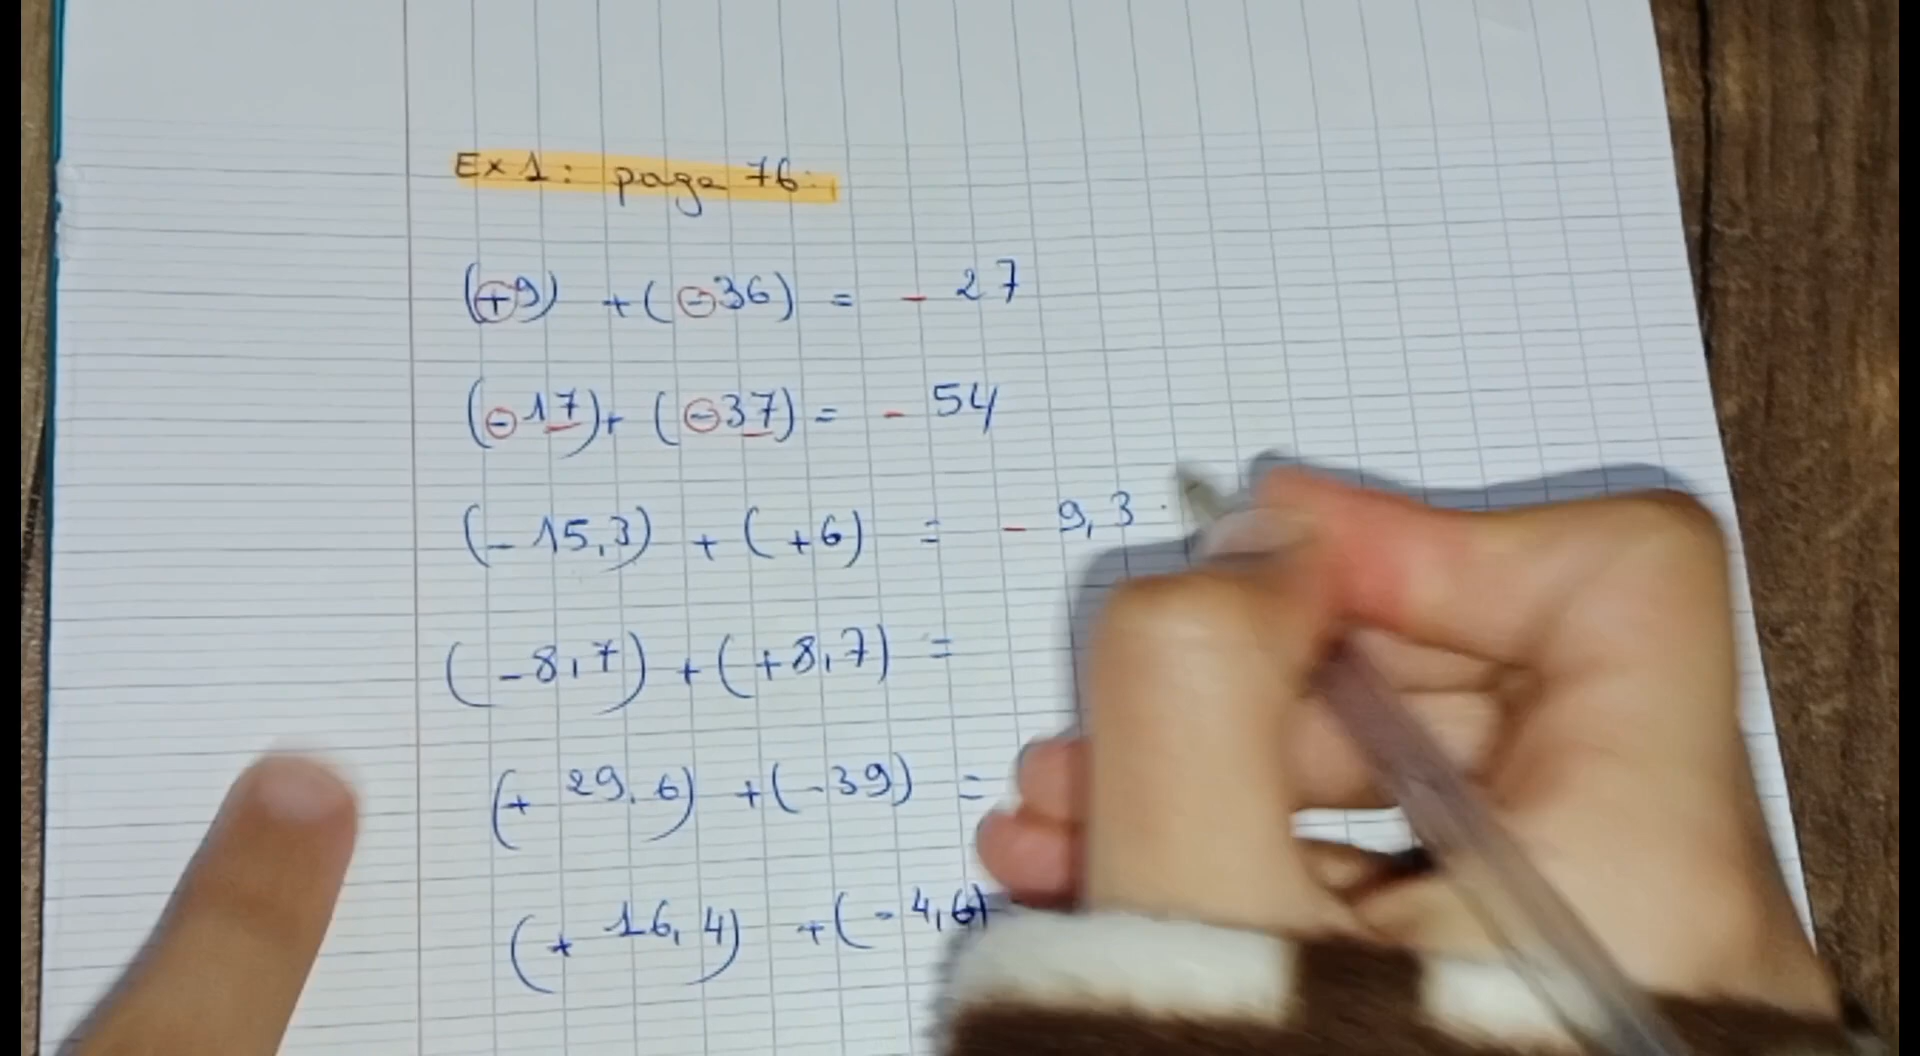 Ex 1: page 76.
(+9) + (-36) = - 27
(-17) + (-37) = - 54
(- 15,3) + (+6) = - 9,3
(-8,7) + (+8,7) =
(+ 29,6) + (-39) =
(+ 16,4) + (-4,6)